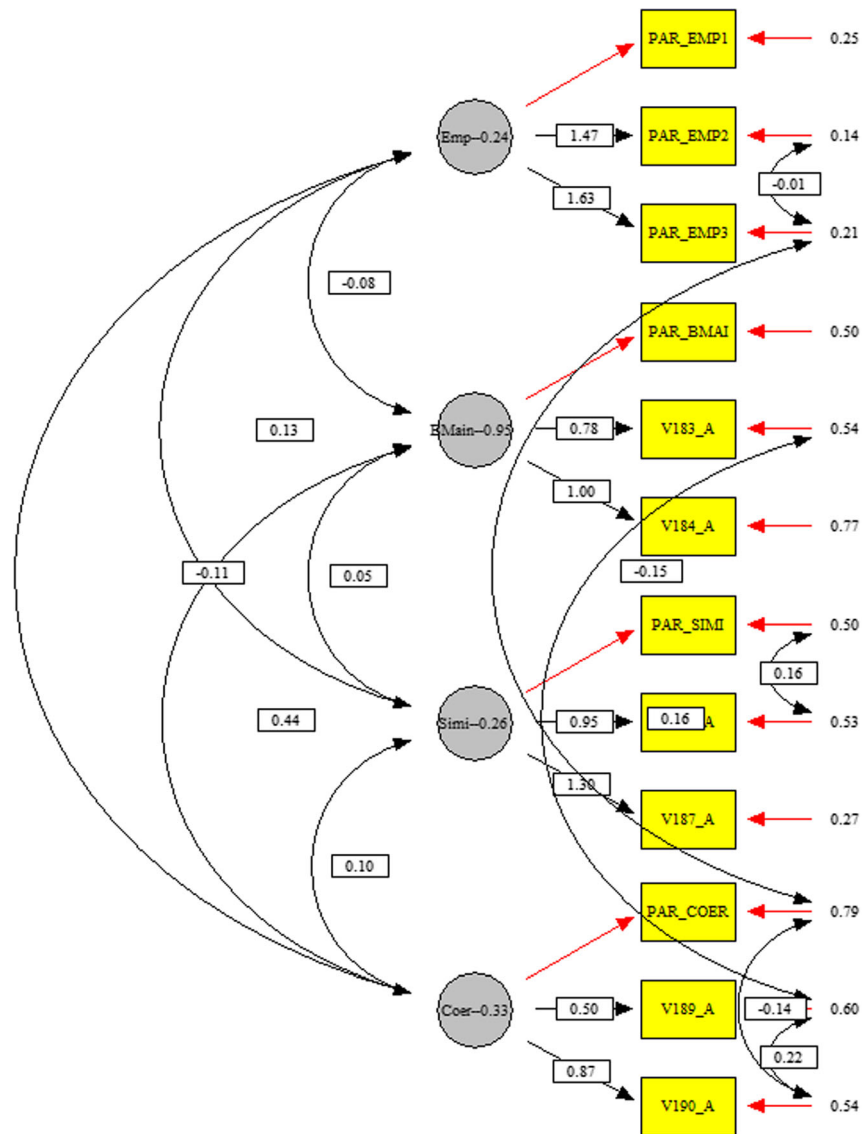 PAR_EMP1
0.25
Emp--0.24
1.47
PAR_EMP2
0.14
-0.01
1.63
PAR_EMP3
0.21
-0.08
PAR_BMAI
0.50
0.13
BMain--0.95
0.78
V183_A
0.54
1.00
V184_A
0.77
-0.11
0.05
-0.15
PAR_SIMI
0.50
0.16
0.44
Simi--0.26
0.95
0.16
A
0.53
1.30
V187_A
0.27
0.10
PAR_COER
0.79
Coer--0.33
0.50
V189_A
-0.14
0.60
0.22
0.87
V190_A
0.54